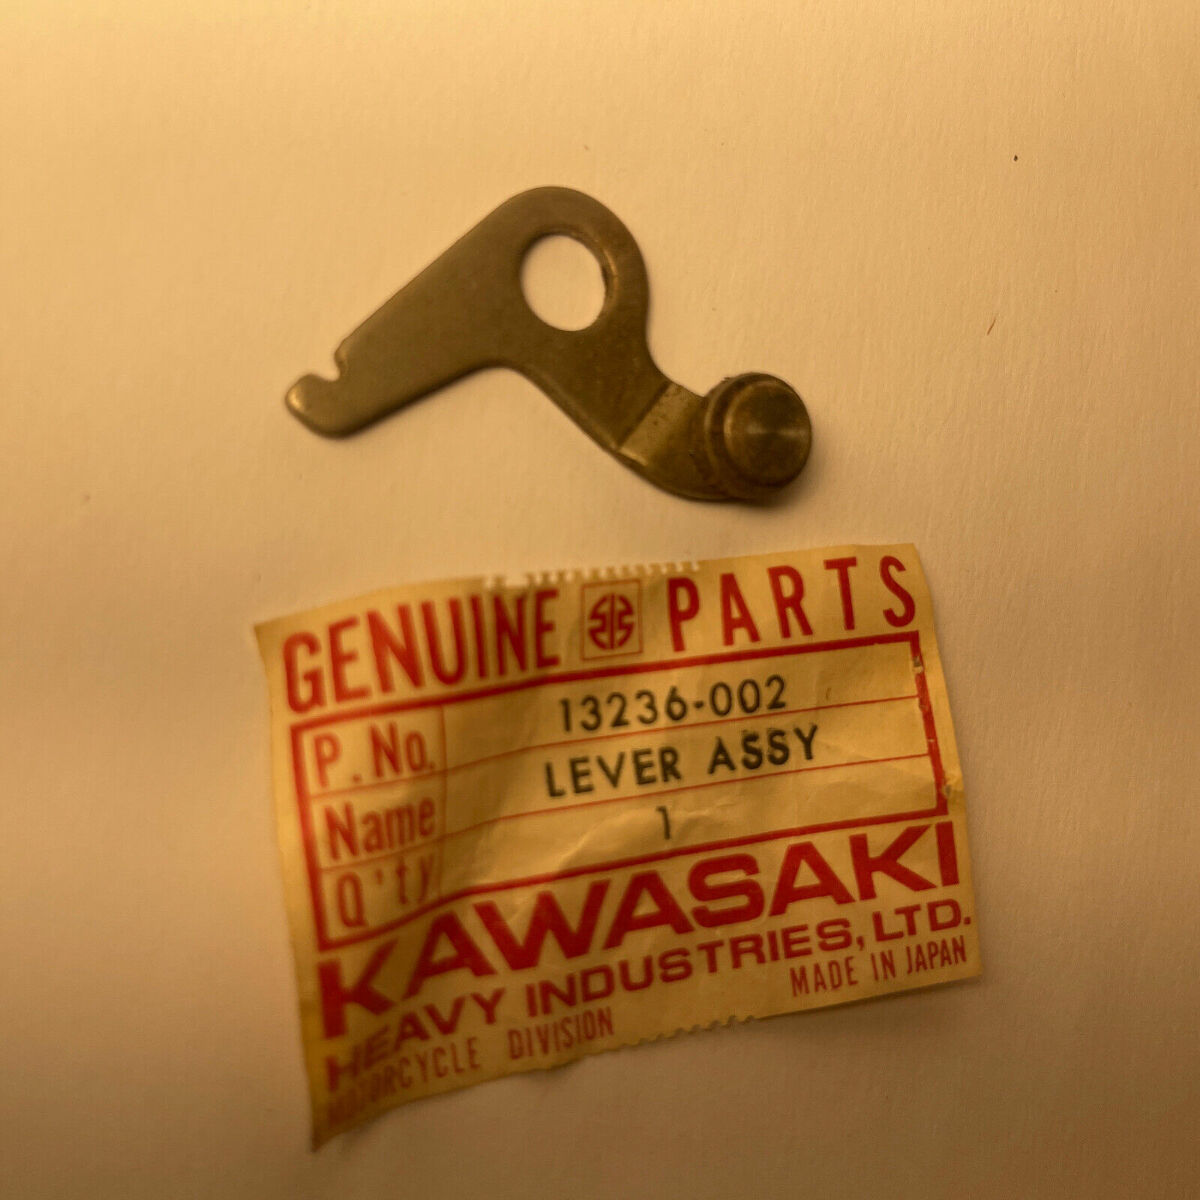 GENUINE PARTS
P. No. 13236-002
Name LEVER ASSY
Q'ty 1
KAWASAKI
HEAVY INDUSTRIES, LTD.
MOTORCYCLE DIVISION MADE IN JAPAN